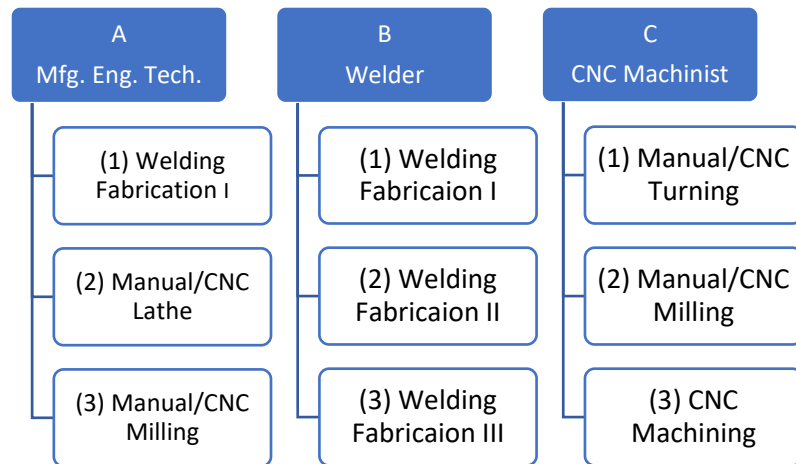 A
Mfg. Eng. Tech.
(1) Welding
Fabrication I
(2) Manual/CNC
Lathe
(3) Manual/CNC
Milling
B
Welder
(1) Welding
Fabricaion I
(2) Welding
Fabricaion II
(3) Welding
Fabricaion III
C
CNC Machinist
(1) Manual/CNC
Turning
(2) Manual/CNC
Milling
(3) CNC
Machining